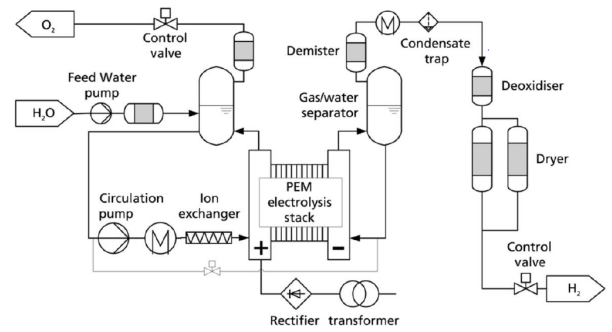 O2
Control
valve
Feed Water
pump
H2O
Demister
Condensate
trap
Gas/water
separator
Deoxidiser
Dryer
Circulation
pump
Ion
exchanger
PEM
electrolysis
stack
+
-
M
M
Control
valve
H2
Rectifier transformer